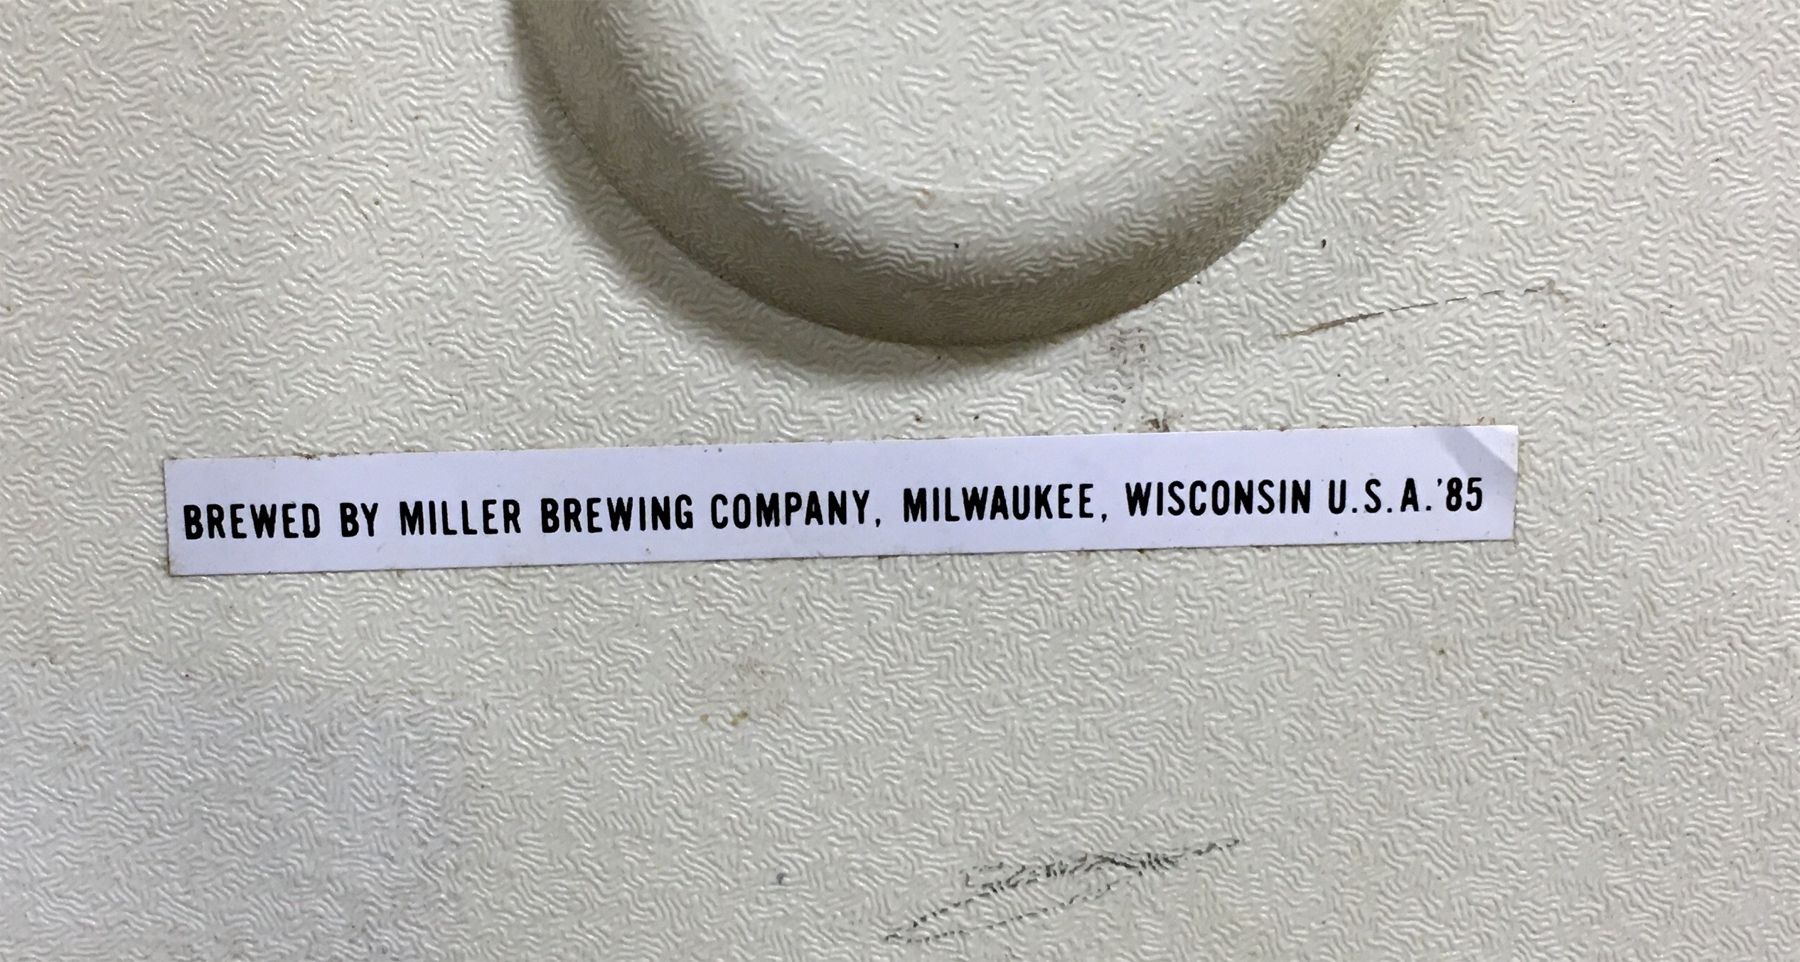 BREWED BY MILLER BREWING COMPANY, MILWAUKEE, WISCONSIN U.S.A.'85